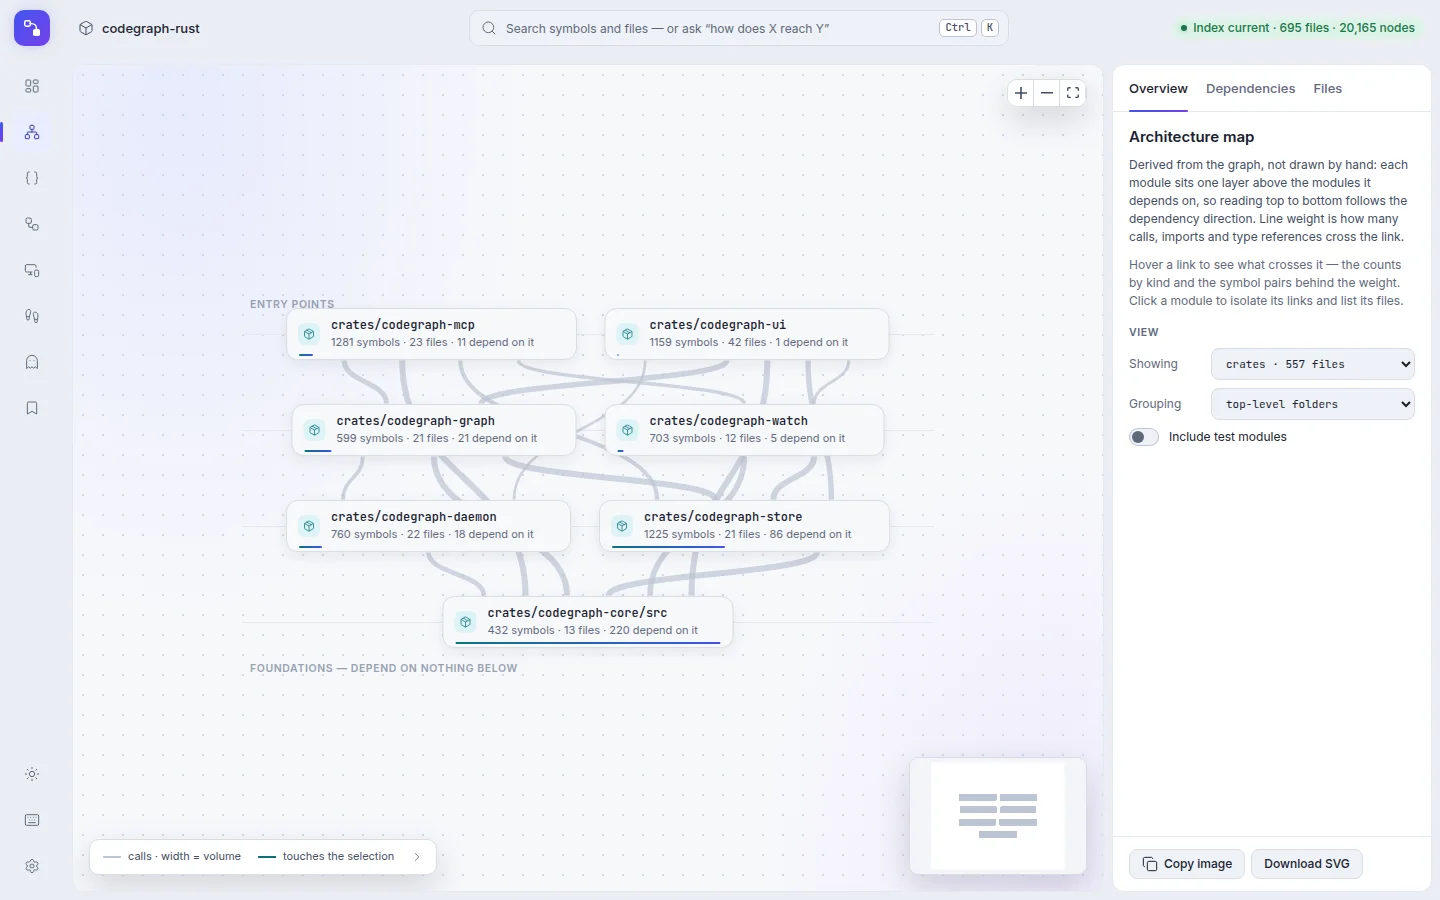 codegraph-rust
Search symbols and files — or ask “how does X reach Y”
Ctrl K
Index current · 695 files · 20,165 nodes
ENTRY POINTS
crates/codegraph-mcp
1281 symbols · 23 files · 11 depend on it
crates/codegraph-ui
1159 symbols · 42 files · 1 depend on it
crates/codegraph-graph
599 symbols · 21 files · 21 depend on it
crates/codegraph-watch
703 symbols · 12 files · 5 depend on it
crates/codegraph-daemon
760 symbols · 22 files · 18 depend on it
crates/codegraph-store
1225 symbols · 21 files · 86 depend on it
crates/codegraph-core/src
432 symbols · 13 files · 220 depend on it
FOUNDATIONS — DEPEND ON NOTHING BELOW
calls · width = volume
touches the selection
Overview
Dependencies
Files
Architecture map
Derived from the graph, not drawn by hand: each
module sits one layer above the modules it
depends on, so reading top to bottom follows the
dependency direction. Line weight is how many
calls, imports and type references cross the link.
Hover a link to see what crosses it — the counts
by kind and the symbol pairs behind the weight.
Click a module to isolate its links and list its files.
VIEW
Showing
crates · 557 files
Grouping
top-level folders
Include test modules
Copy image
Download SVG